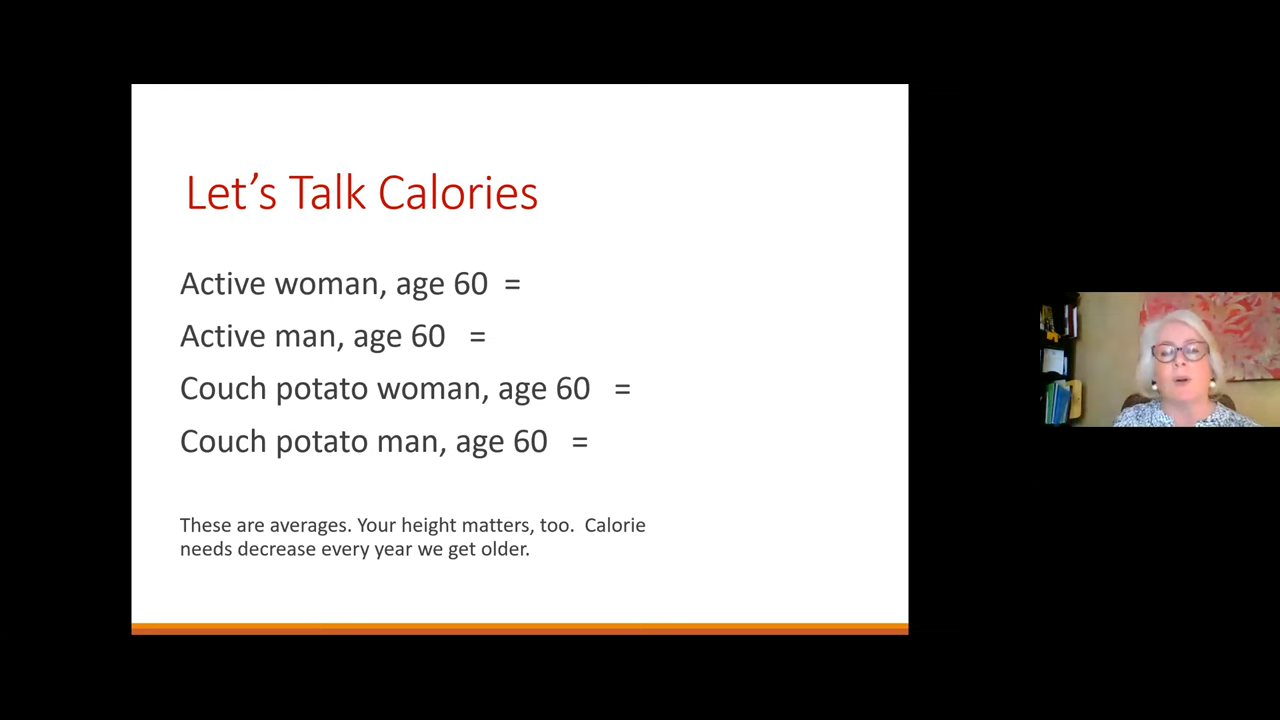 Let’s Talk Calories
Active woman, age 60 =
Active man, age 60 =
Couch potato woman, age 60 =
Couch potato man, age 60 =
These are averages. Your height matters, too. Calorie
needs decrease every year we get older.